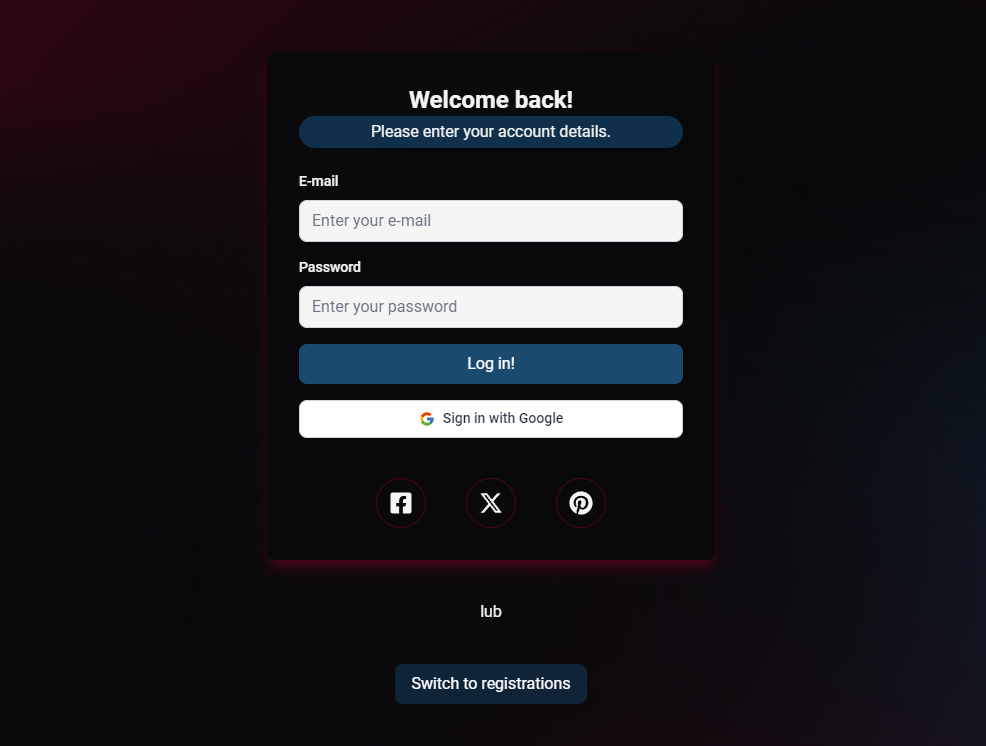 Welcome back!
Please enter your account details.
E-mail
Enter your e-mail
Password
Enter your password
Log in!
Sign in with Google
lub
Switch to registrations